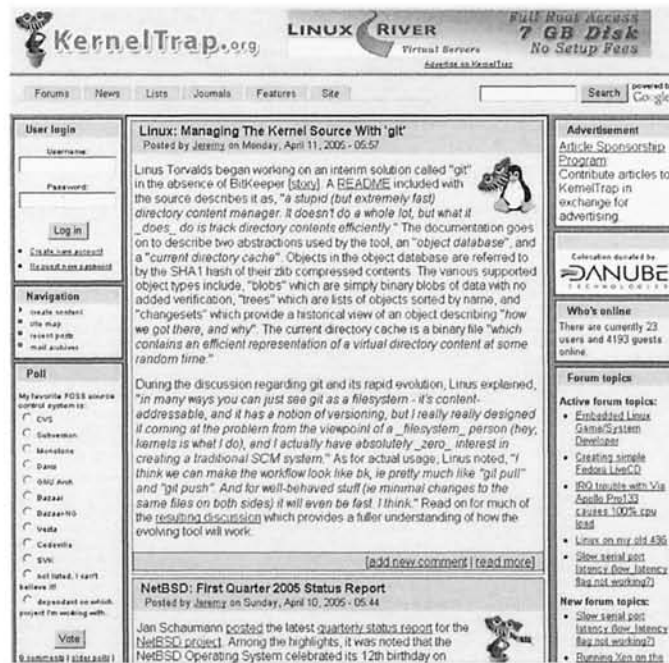 KernelTrap.org
LINUX RIVER
Virtual Servers
Full Root Access
7 GB Disk
No Setup Fees
Advertise on KernelTrap
Forums News Lists Journals Features Site
Search
powered by
Google
User login
Username:
Password:
Log in
Create new account
Request new password
Navigation
create content
site map
recent posts
mail archives
Poll
My favorite FOSS source
control system is:
CVS
Subversion
Monotone
Darcs
GNU Arch
Bazaar
Bazaar-NG
Vesta
Codeville
SVK
not listed, I can't
believe it!
dependant on which
project I'm working with...
Vote
Linux: Managing The Kernel Source With 'git'
Posted by Jeremy on Monday, April 11, 2005 - 05:57
Linus Torvalds began working on an interim solution called "git"
in the absence of BitKeeper [story]. A README included with
the source describes it as, "a stupid (but extremely fast)
directory content manager. It doesn't do a whole lot, but what it
_does_ do is track directory contents efficiently." The documentation goes
on to describe two abstractions used by the tool, an "object database", and
a "current directory cache". Objects in the object database are referred to
by the SHA1 hash of their zlib compressed contents. The various supported
object types include, "blobs" which are simply binary blobs of data with no
added verification, "trees" which are lists of objects sorted by name, and
"changesets" which provide a historical view of an object describing "how
we got there, and why". The current directory cache is a binary file "which
contains an efficient representation of a virtual directory content at some
random time."
During the discussion regarding git and its rapid evolution, Linus explained,
"in many ways you can just see git as a filesystem - it's content-
addressable, and it has a notion of versioning, but I really really designed
it coming at the problem from the viewpoint of a _filesystem_ person (hey,
kernels is what I do), and I actually have absolutely _zero_ interest in
creating a traditional SCM system." As for actual usage, Linus noted, "I
think we can make the workflow look like bk, ie pretty much like "git pull"
and "git push". And for well-behaved stuff (ie minimal changes to the
same files on both sides) it will even be fast. I think." Read on for much of
the resulting discussion which provides a fuller understanding of how the
evolving tool will work.
[add new comment | read more]
NetBSD: First Quarter 2005 Status Report
Posted by Jeremy on Sunday, April 10, 2005 - 05:44
Jan Schaumann posted the latest quarterly status report for the
NetBSD project. Among the highlights, it was noted that the
NetBSD Operating System celebrated its 12th birthday on
Advertisement
Article Sponsorship
Program:
Contribute articles to
KernelTrap in
exchange for
advertising.
Colocation donated by:
DANUBE
TECHNOLOGIES
Who's online
There are currently 23
users and 4193 guests
online.
Forum topics
Active forum topics:
Embedded Linux
Game/System
Developer
Creating simple
Fedora LiveCD
IRQ trouble with Via
Apollo Pro133
causes 100% cpu
load
Linux on my old 486
Slow serial port
latency (low_latency
flag not working?)
New forum topics:
Slow serial port
latency (low_latency
flag not working?)
Running Xen on the